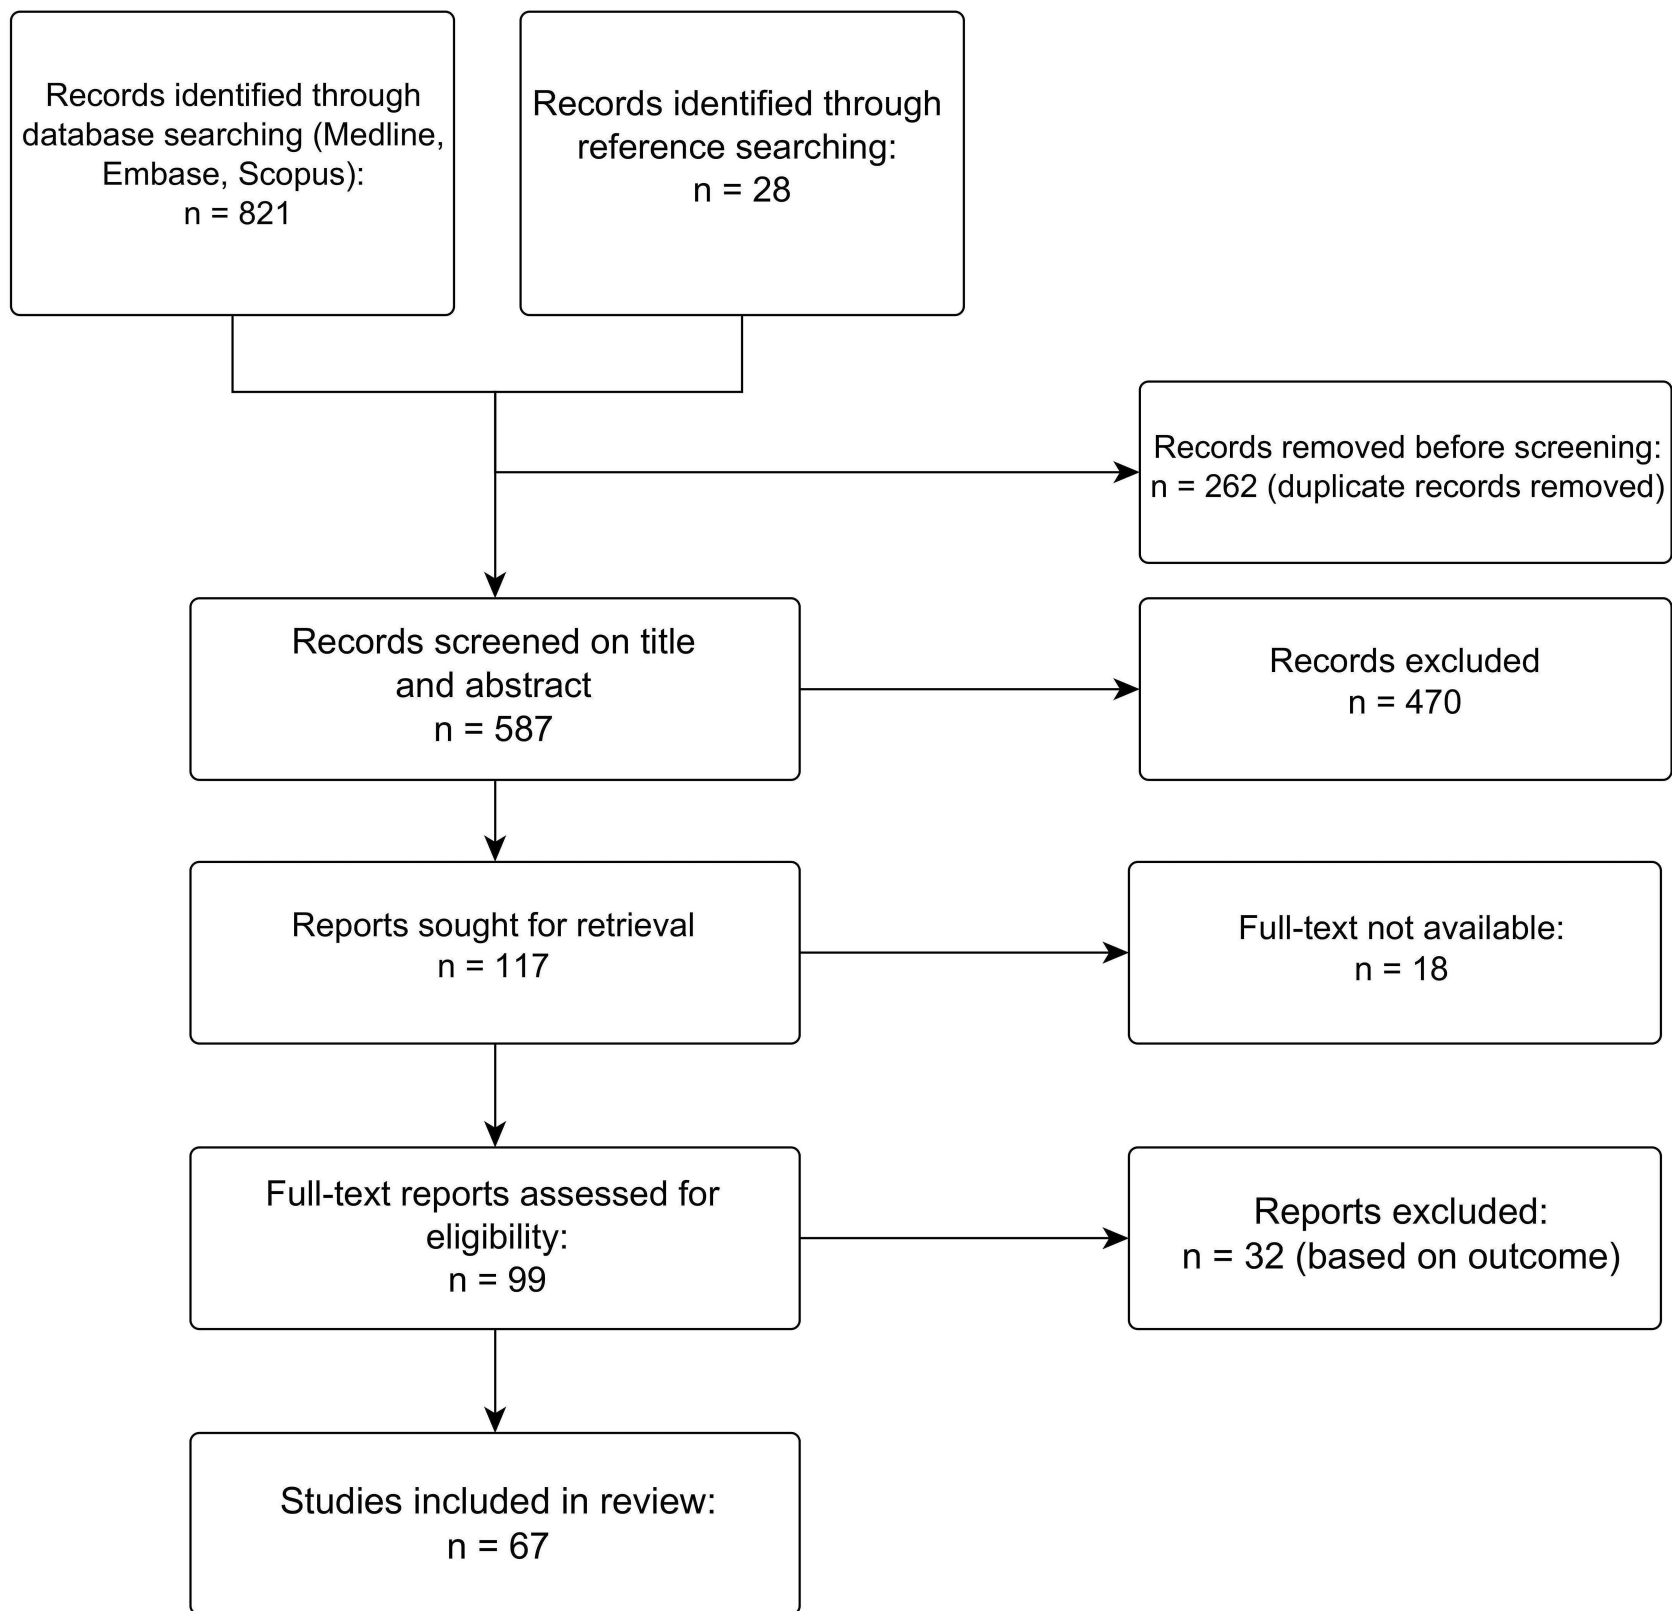 Records identified through
database searching (Medline,
Embase, Scopus):
n = 821
Records identified through
reference searching:
n = 28
Records removed before screening:
n = 262 (duplicate records removed)
Records screened on title
and abstract
n = 587
Records excluded
n = 470
Reports sought for retrieval
n = 117
Full-text not available:
n = 18
Full-text reports assessed for
eligibility:
n = 99
Reports excluded:
n = 32 (based on outcome)
Studies included in review:
n = 67